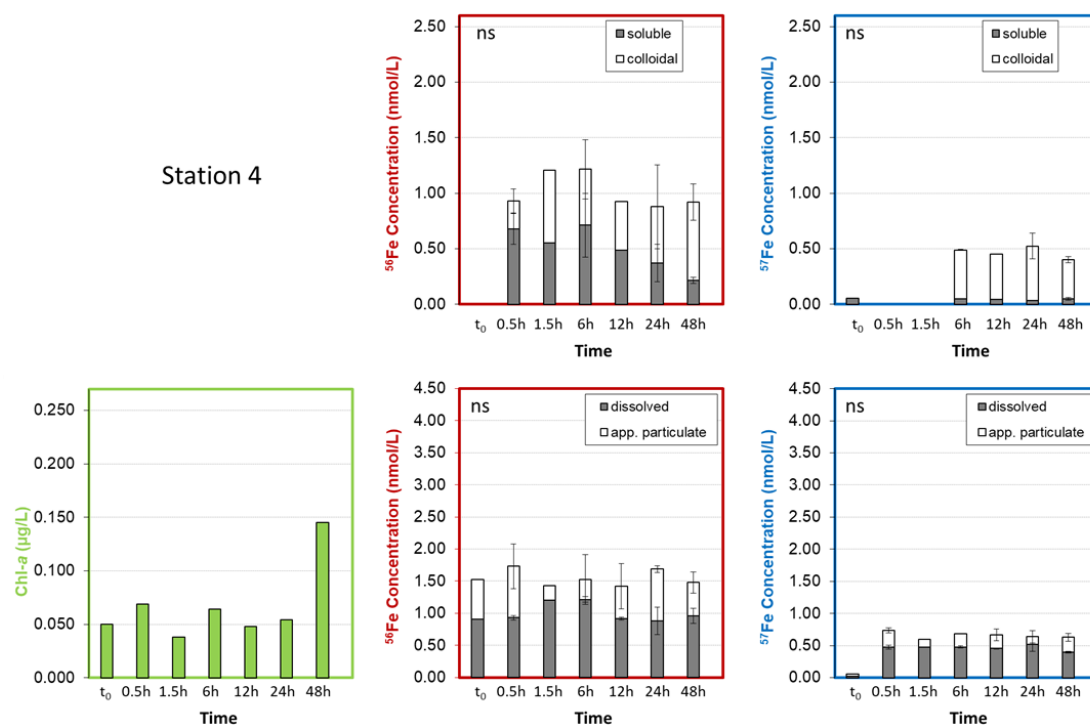 Station 4
⁵⁶Fe Concentration (nmol/L)
2.50
2.00
1.50
1.00
0.50
0.00
ns
soluble
colloidal
t₀ 0.5h 1.5h 6h 12h 24h 48h
Time
⁵⁷Fe Concentration (nmol/L)
2.50
2.00
1.50
1.00
0.50
0.00
ns
soluble
colloidal
t₀ 0.5h 1.5h 6h 12h 24h 48h
Time
Chl-a (µg/L)
0.250
0.200
0.150
0.100
0.050
0.000
t₀ 0.5h 1.5h 6h 12h 24h 48h
Time
⁵⁶Fe Concentration (nmol/L)
4.50
4.00
3.50
3.00
2.50
2.00
1.50
1.00
0.50
0.00
ns
dissolved
app. particulate
t₀ 0.5h 1.5h 6h 12h 24h 48h
Time
⁵⁷Fe Concentration (nmol/L)
4.50
4.00
3.50
3.00
2.50
2.00
1.50
1.00
0.50
0.00
ns
dissolved
app. particulate
t₀ 0.5h 1.5h 6h 12h 24h 48h
Time